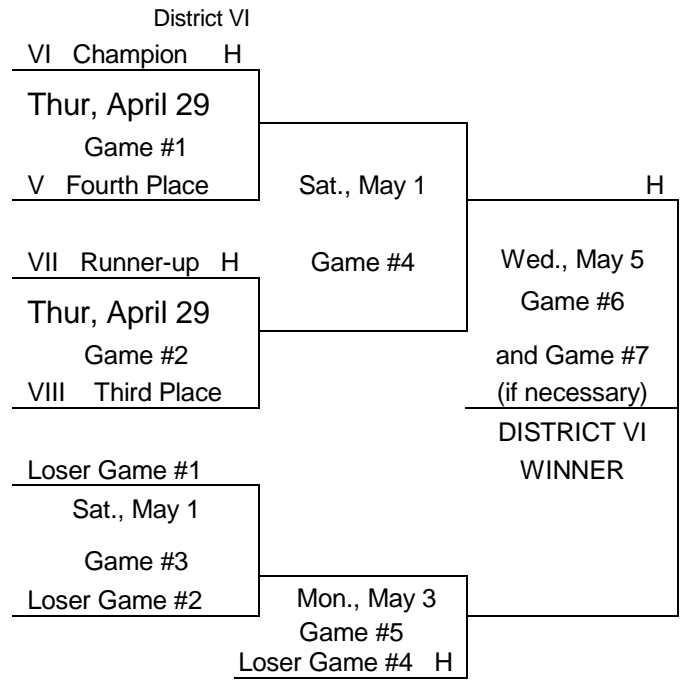 District VI
VI Champion H
Thur, April 29
Game #1
V Fourth Place
Sat., May 1
H
VII Runner-up H
Game #4
Wed., May 5
Thur, April 29
Game #6
Game #2
and Game #7
VIII Third Place
(if necessary)
DISTRICT VI
Loser Game #1
WINNER
Sat., May 1
Game #3
Loser Game #2
Mon., May 3
Game #5
Loser Game #4 H